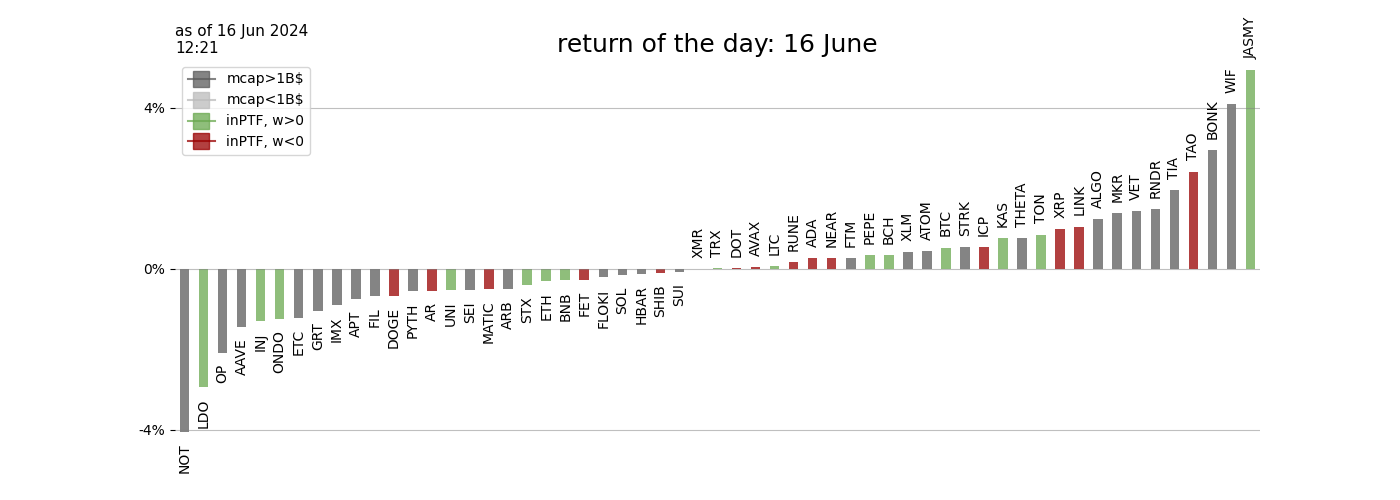 as of 16 Jun 2024
12:21
return of the day: 16 June
mcap>1B$
mcap<1B$
inPTF, w>0
inPTF, w<0
4%
0%
-4%
NOT
LDO
OP
AAVE
INJ
ONDO
ETC
GRT
IMX
APT
FIL
DOGE
PYTH
AR
UNI
SEI
MATIC
ARB
STX
ETH
BNB
FET
FLOKI
SOL
HBAR
SHIB
SUI
XMR
TRX
DOT
AVAX
LTC
RUNE
ADA
NEAR
FTM
PEPE
BCH
XLM
ATOM
BTC
STRK
ICP
KAS
THETA
TON
XRP
LINK
ALGO
MKR
VET
RNDR
TIA
TAO
BONK
WIF
JASMY